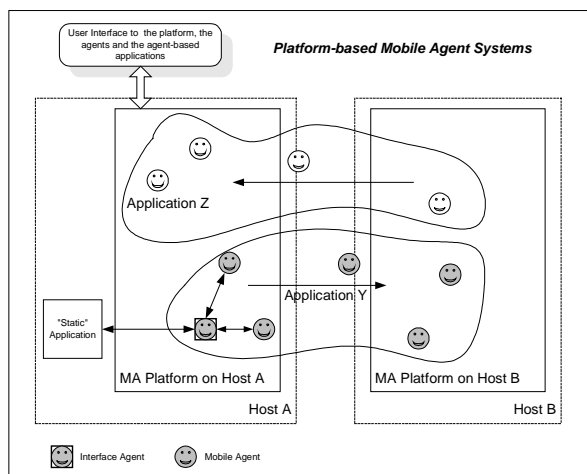 User Interface to the platform, the
agents and the agent-based
applications
Platform-based Mobile Agent Systems
Application Z
Application Y
"Static"
Application
MA Platform on Host A
MA Platform on Host B
Host A
Host B
Interface Agent
Mobile Agent